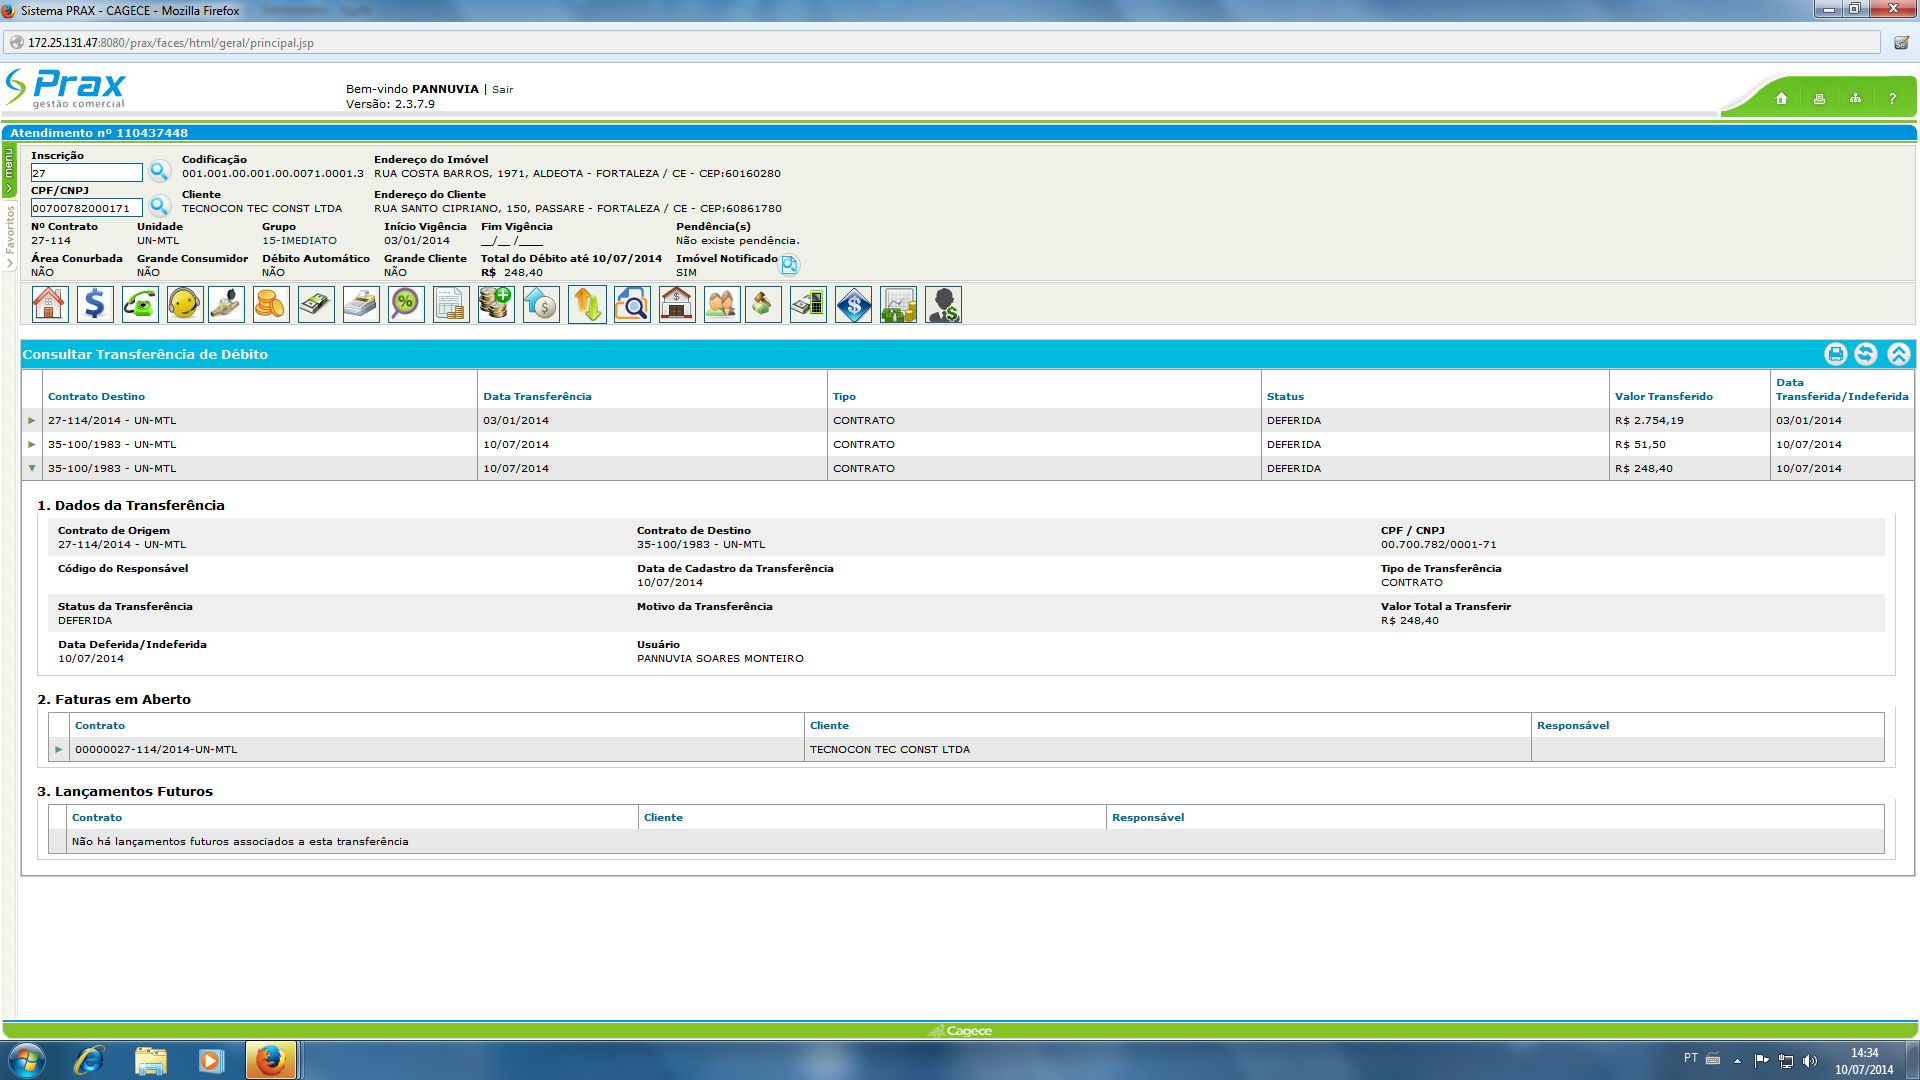 Sistema PRAX - CAGECE - Mozilla Firefox
172.25.131.47:8080/prax/faces/html/geral/principal.jsp
Prax
gestão comercial
Bem-vindo PANNUVIA | Sair
Versão: 2.3.7.9
?
Atendimento nº 110437448
menu
Favoritos
Inscrição
27
Codificação
001.001.00.001.00.0071.0001.3
Endereço do Imóvel
RUA COSTA BARROS, 1971, ALDEOTA - FORTALEZA / CE - CEP:60160280
CPF/CNPJ
00700782000171
Cliente
TECNOCON TEC CONST LTDA
Endereço do Cliente
RUA SANTO CIPRIANO, 150, PASSARE - FORTALEZA / CE - CEP:60861780
Nº Contrato Unidade Grupo Início Vigência Fim Vigência Pendência(s)
27-114 UN-MTL 15-IMEDIATO 03/01/2014 __/__ /____ Não existe pendência.
Área Conurbada Grande Consumidor Débito Automático Grande Cliente Total do Débito até 10/07/2014 Imóvel Notificado
NÃO NÃO NÃO NÃO R$ 248,40 SIM
Consultar Transferência de Débito
Contrato Destino Data Transferência Tipo Status Valor Transferido Data Transferida/Indeferida
27-114/2014 - UN-MTL 03/01/2014 CONTRATO DEFERIDA R$ 2.754,19 03/01/2014
35-100/1983 - UN-MTL 10/07/2014 CONTRATO DEFERIDA R$ 51,50 10/07/2014
35-100/1983 - UN-MTL 10/07/2014 CONTRATO DEFERIDA R$ 248,40 10/07/2014
1. Dados da Transferência
Contrato de Origem Contrato de Destino CPF / CNPJ
27-114/2014 - UN-MTL 35-100/1983 - UN-MTL 00.700.782/0001-71
Código do Responsável Data de Cadastro da Transferência Tipo de Transferência
10/07/2014 CONTRATO
Status da Transferência Motivo da Transferência Valor Total a Transferir
DEFERIDA R$ 248,40
Data Deferida/Indeferida Usuário
10/07/2014 PANNUVIA SOARES MONTEIRO
2. Faturas em Aberto
Contrato Cliente Responsável
00000027-114/2014-UN-MTL TECNOCON TEC CONST LTDA
3. Lançamentos Futuros
Contrato Cliente Responsável
Não há lançamentos futuros associados a esta transferência
Cagece
PT
14:34
10/07/2014